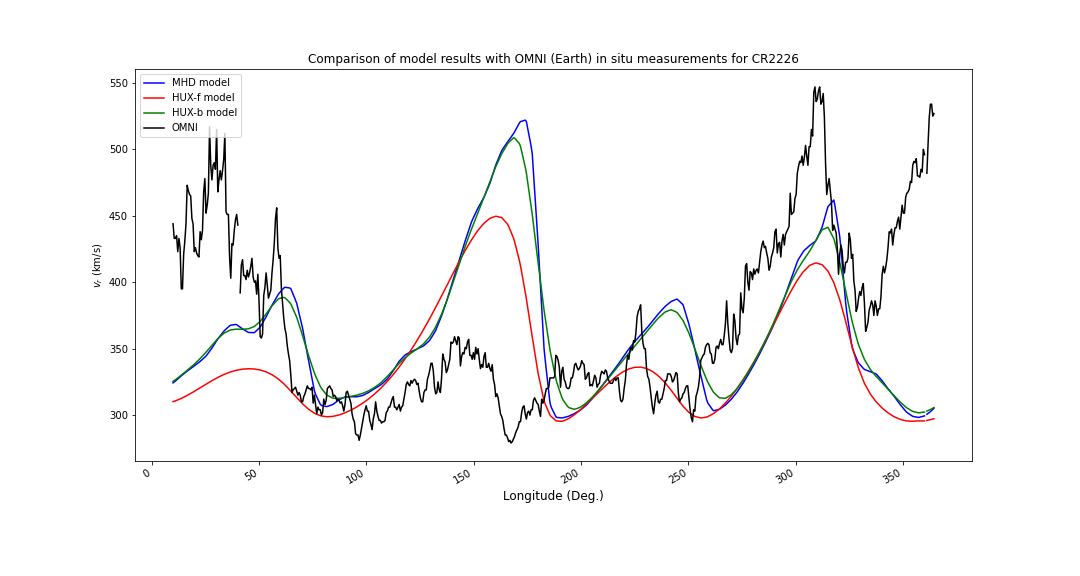 Comparison of model results with OMNI (Earth) in situ measurements for CR2226
MHD model
HUX-f model
HUX-b model
OMNI
550
500
450
400
350
300
vr (km/s)
0
50
100
150
200
250
300
350
Longitude (Deg.)